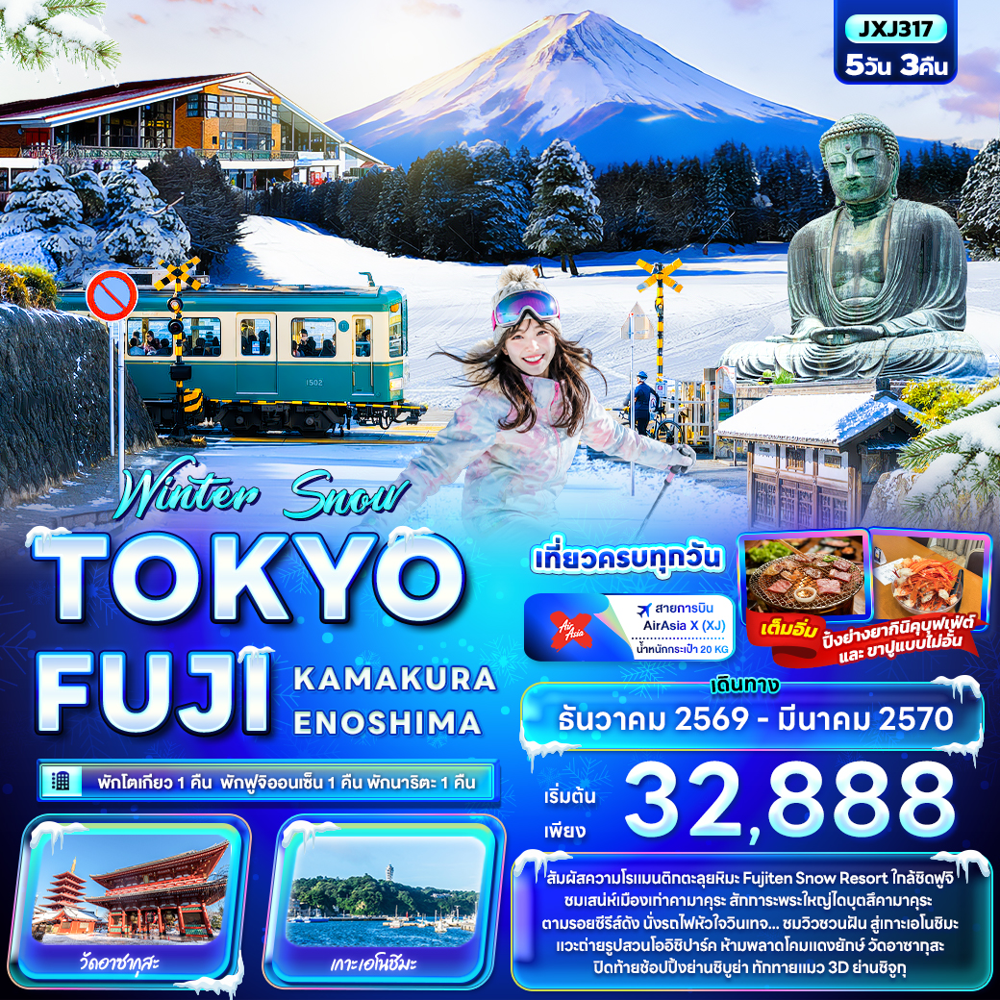 JXJ317
5วัน 3คืน
1502
Winter Snow
TOKYO
FUJI
KAMAKURA
ENOSHIMA
เที่ยวครบทุกวัน
Air Asia X
สายการบิน
AirAsia X (XJ)
น้ำหนักกระเป๋า 20 KG
เต็มอิ่ม ปิ้งย่างยากินิคุบุฟเฟ่ต์
และ ขาปูแบบไม่อั้น
เดินทาง
ธันวาคม 2569 - มีนาคม 2570
พักโตเกียว 1 คืน พักฟูจิออนเซ็น 1 คืน พักนาริตะ 1 คืน
เริ่มต้น
เพียง
32,888
วัดอาซากุสะ
เกาะเอโนชิมะ
สัมผัสความโรแมนติกตะลุยหิมะ Fujiten Snow Resort ใกล้ชิดฟูจิ
ชมเสน่ห์เมืองเก่าคามาคุระ สักการะพระใหญ่ไดบุตสึคามาคุระ
ตามรอยซีรีส์ดัง นั่งรถไฟหัวใจวินเทจ... ชมวิวชวนฝัน สู่เกาะเอโนชิมะ
แวะถ่ายรูปสวนโออิชิปาร์ค ห้ามพลาดโคมแดงยักษ์ วัดอาซากุสะ
ปิดท้ายช้อปปิ้งย่านชิบูย่า ทักทายแมว 3D ย่านชิจูกุ